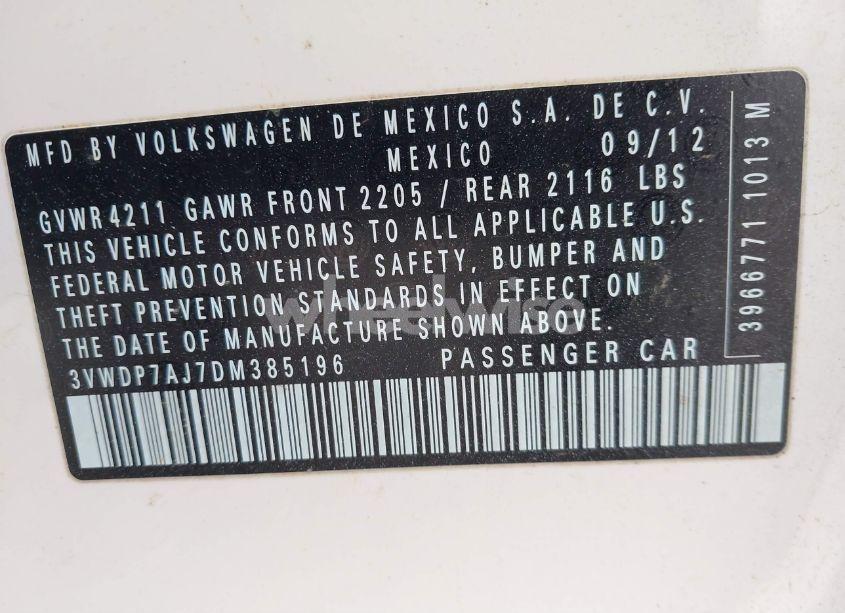 MFD BY VOLKSWAGEN DE MEXICO S.A. DE C.V.
MEXICO 09/12
GVWR 4211 GAWR FRONT 2205 / REAR 2116 LBS
THIS VEHICLE CONFORMS TO ALL APPLICABLE U.S.
FEDERAL MOTOR VEHICLE SAFETY, BUMPER AND
THEFT PREVENTION STANDARDS IN EFFECT ON
THE DATE OF MANUFACTURE SHOWN ABOVE.
3VWDP7AJ7DM385196 PASSENGER CAR
3966771 1013 M
wheelwise